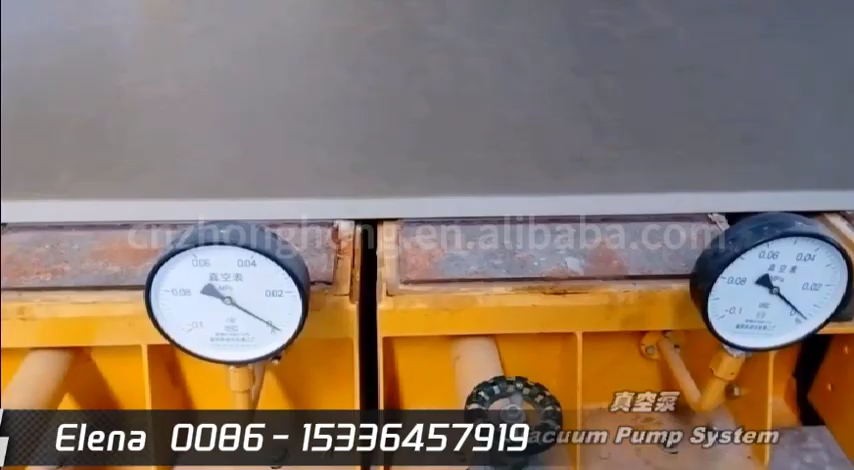 cnzhonghong.en.alibaba.com
0.06 0.04
真空表
MPa
0.08 0.02
0.1 0
0.06 0.04
真空表
MPa
0.08 0.02
0.1 0
真空泵
Elena 0086-15336457919
Vacuum Pump System